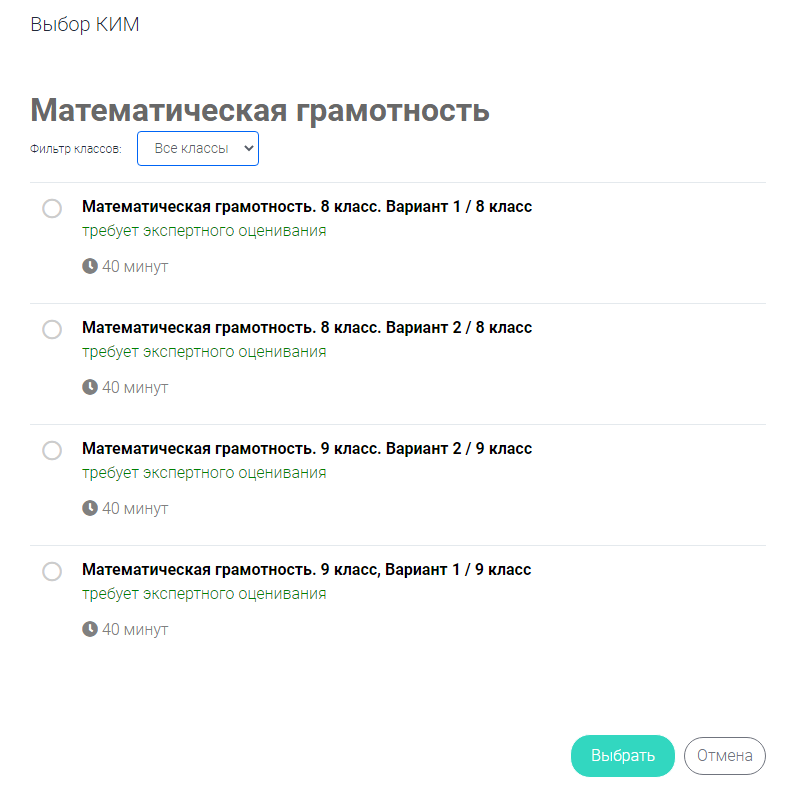 Выбор КИМ
Математическая грамотность
Фильтр классов: Все классы
Математическая грамотность. 8 класс. Вариант 1 / 8 класс
требует экспертного оценивания
40 минут
Математическая грамотность. 8 класс. Вариант 2 / 8 класс
требует экспертного оценивания
40 минут
Математическая грамотность. 9 класс. Вариант 2 / 9 класс
требует экспертного оценивания
40 минут
Математическая грамотность. 9 класс, Вариант 1 / 9 класс
требует экспертного оценивания
40 минут
Выбрать Отмена